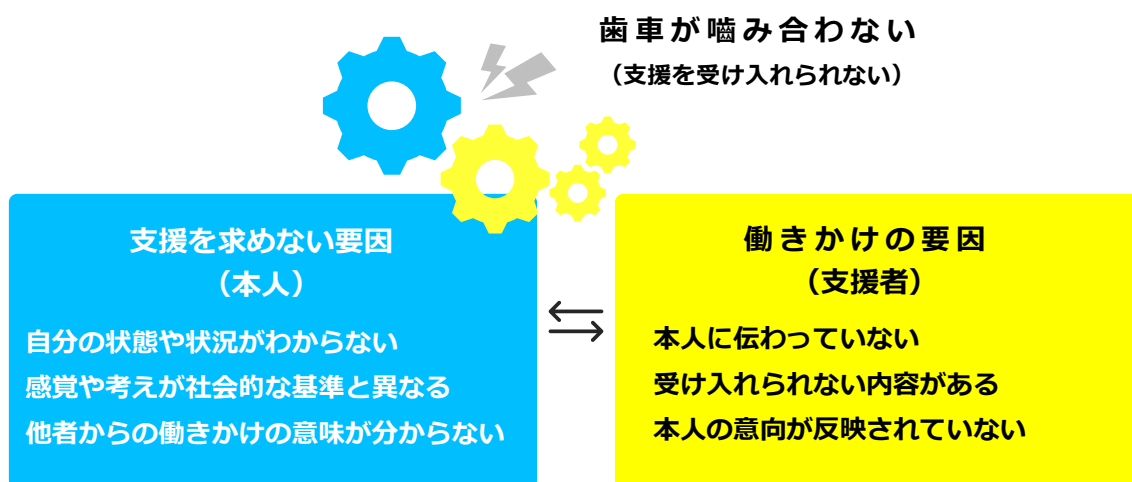 歯車が嚙み合わない
（支援を受け入れられない）
支援を求めない要因
（本人）
自分の状態や状況がわからない
感覚や考えが社会的な基準と異なる
他者からの働きかけの意味が分からない
働きかけの要因
（支援者）
本人に伝わっていない
受け入れられない内容がある
本人の意向が反映されていない